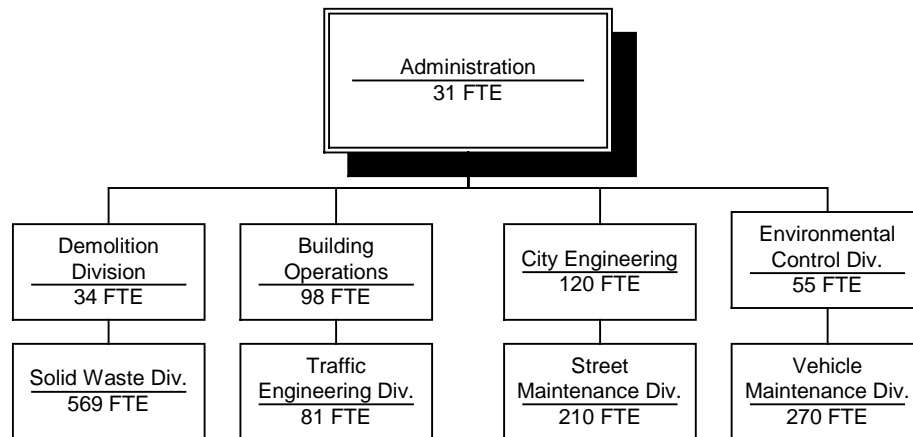 Administration
31 FTE
Demolition
Division
34 FTE
Building
Operations
98 FTE
City Engineering
120 FTE
Environmental
Control Div.
55 FTE
Solid Waste Div.
569 FTE
Traffic
Engineering Div.
81 FTE
Street
Maintenance Div.
210 FTE
Vehicle
Maintenance Div.
270 FTE